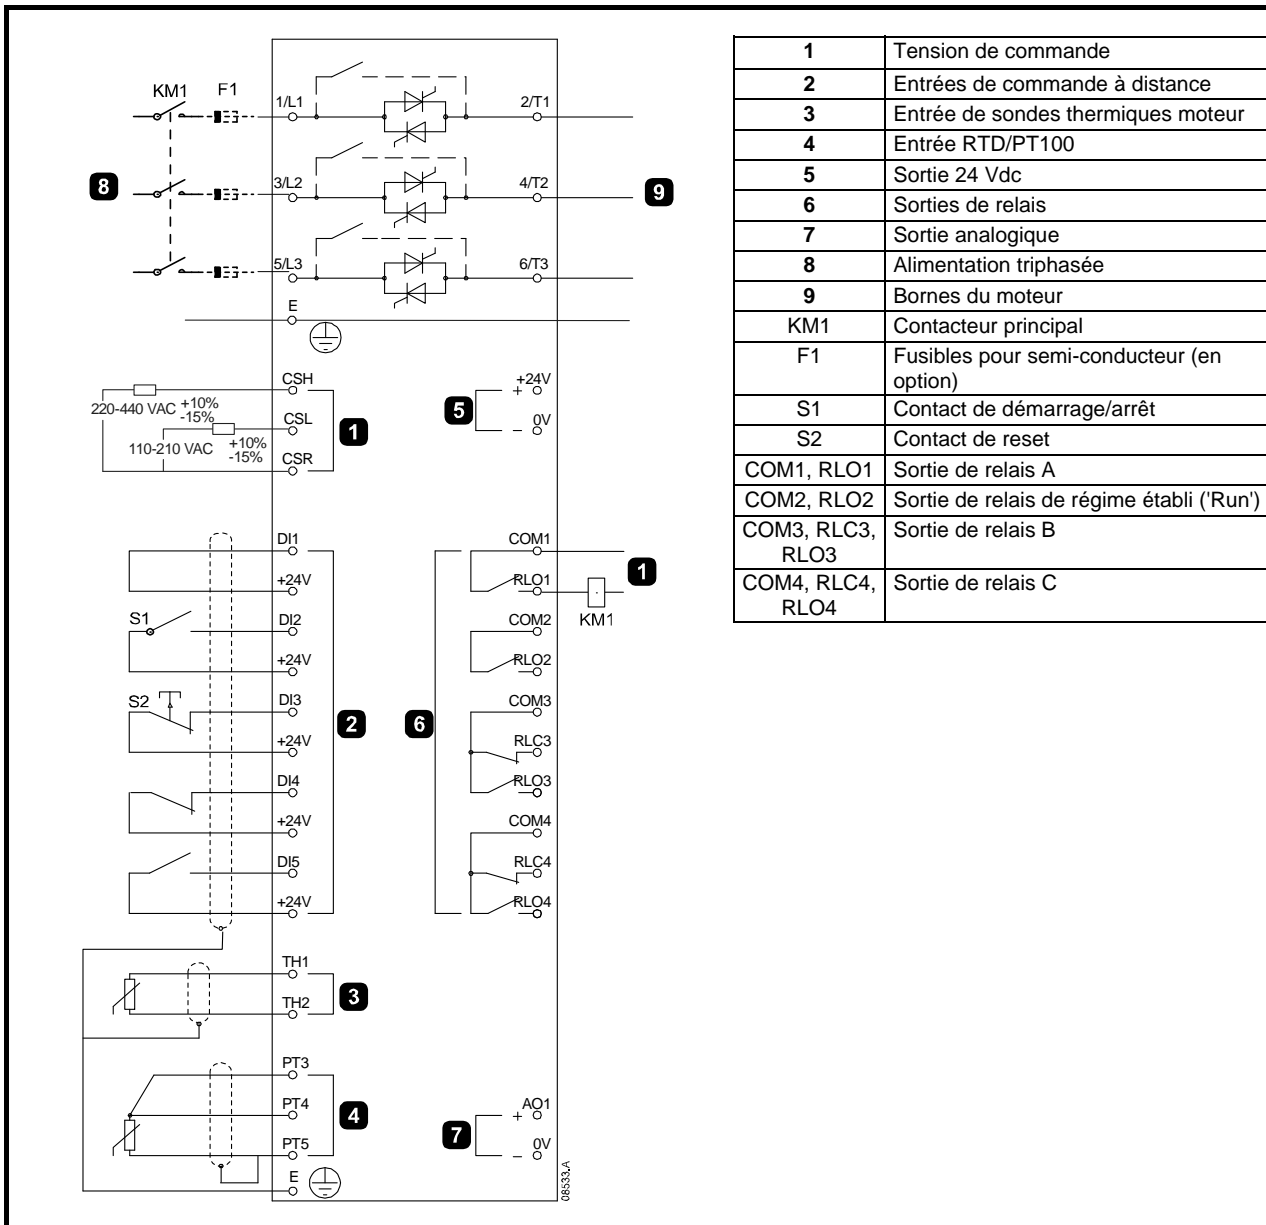 KM1 F1
1/L1 2/T1
8 3/L2 4/T2 9
5/L3 6/T3
E
CSH
220-440 VAC +10%
-15%
CSL
110-210 VAC +10%
-15%
CSR
1
+24V
+
5
0V
–
DI1
+24V
S1
DI2
+24V
S2
DI3
+24V
2
DI4
+24V
DI5
+24V
COM1
RLO1
1
KM1
COM2
RLO2
COM3
6
RLC3
RLO3
COM4
RLC4
RLO4
TH1
3
TH2
PT3
PT4
4
PT5
E
AO1
+
7
0V
–
08533.A
1 Tension de commande
2 Entrées de commande à distance
3 Entrée de sondes thermiques moteur
4 Entrée RTD/PT100
5 Sortie 24 Vdc
6 Sorties de relais
7 Sortie analogique
8 Alimentation triphasée
9 Bornes du moteur
KM1 Contacteur principal
F1 Fusibles pour semi-conducteur (en
option)
S1 Contact de démarrage/arrêt
S2 Contact de reset
COM1, RLO1 Sortie de relais A
COM2, RLO2 Sortie de relais de régime établi ('Run')
COM3, RLC3, Sortie de relais B
RLO3
COM4, RLC4, Sortie de relais C
RLO4